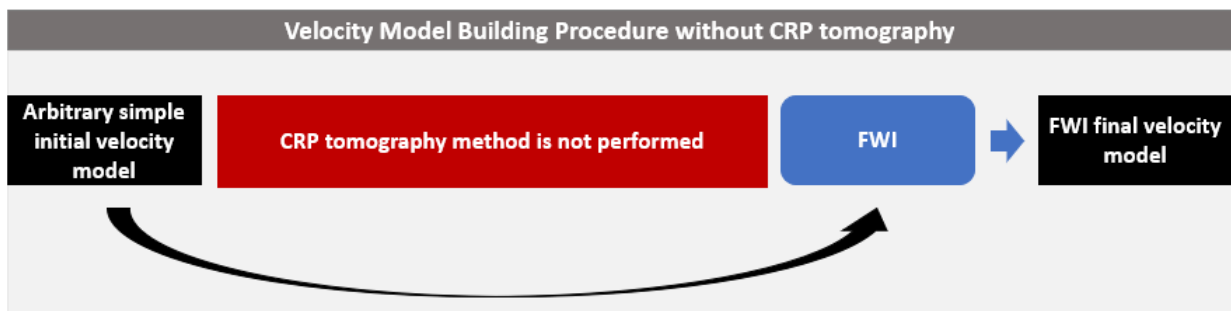 Velocity Model Building Procedure without CRP tomography
Arbitrary simple
initial velocity
model
CRP tomography method is not performed
FWI
FWI final velocity
model